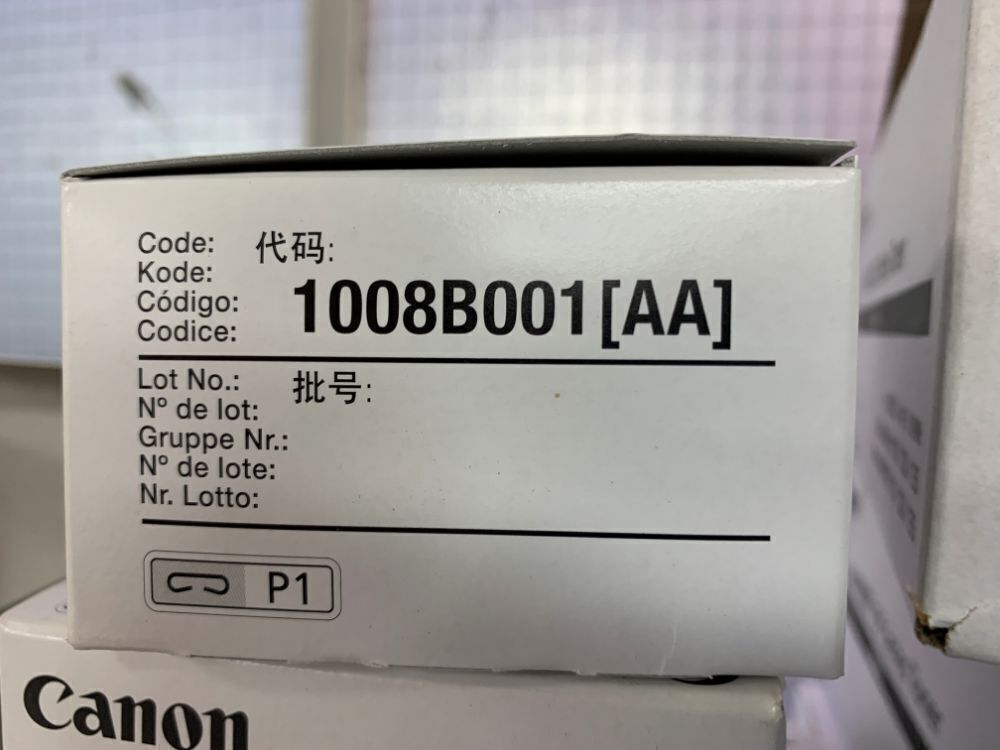 Code: 代码:
Kode:
Código:
Codice:
1008B001[AA]
Lot No.: 批号:
Nº de lot:
Gruppe Nr.:
Nº de lote:
Nr. Lotto:
P1
Canon